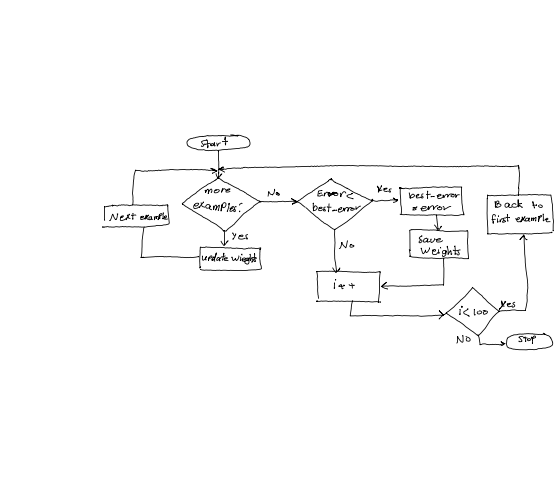 Start
more
examples?
No
Error<
best-error
Yes
best-error
= error
Back to
first example
Next example
Yes
update wights
No
Save
Weights
i++
i<100
Yes
NO
Stop